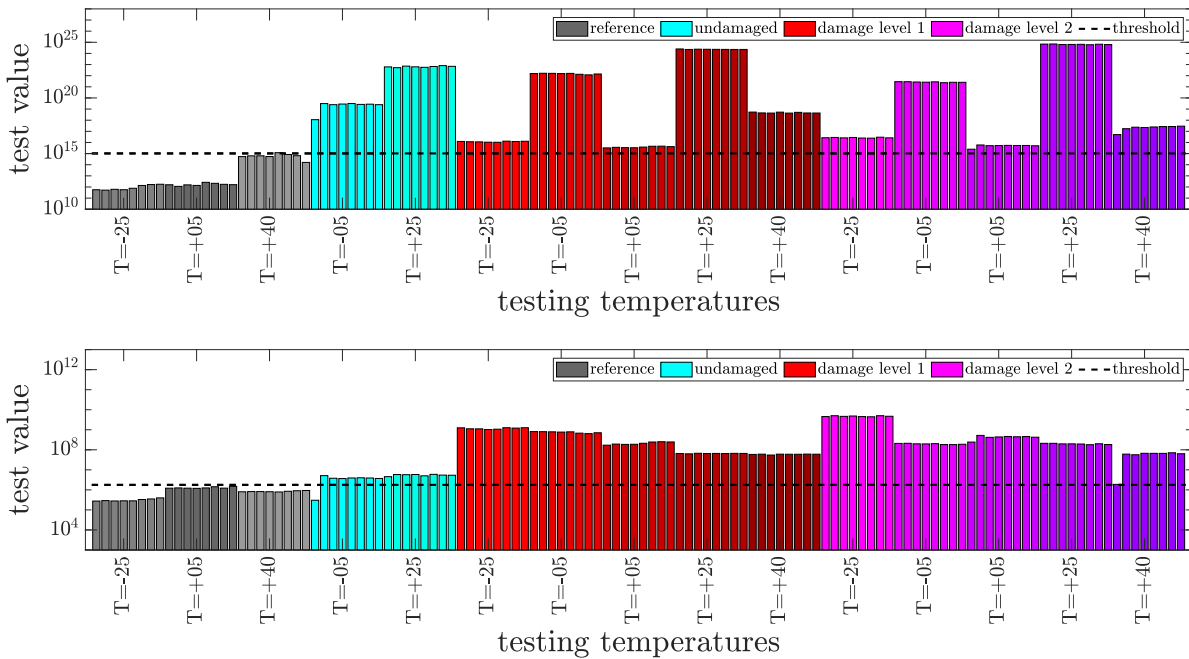 reference undamaged damage level 1 damage level 2 threshold
10^25
10^20
10^15
10^10
test value
T=-25 T=+05 T=+40 T=-05 T=+25 T=-25 T=-05 T=+05 T=+25 T=+40 T=-25 T=-05 T=+05 T=+25 T=+40
testing temperatures
reference undamaged damage level 1 damage level 2 threshold
10^12
10^8
10^4
test value
T=-25 T=+05 T=+40 T=-05 T=+25 T=-25 T=-05 T=+05 T=+25 T=+40 T=-25 T=-05 T=+05 T=+25 T=+40
testing temperatures